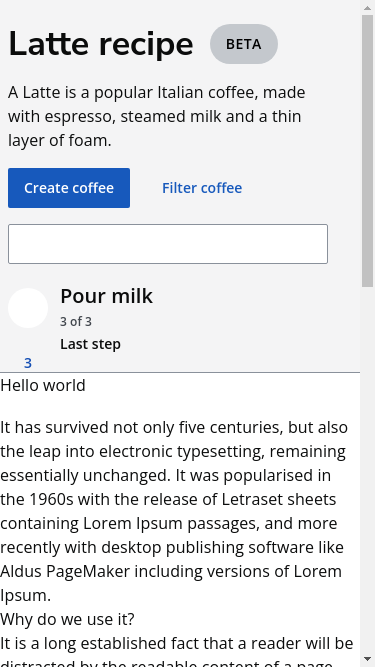 Latte recipe BETA
A Latte is a popular Italian coffee, made
with espresso, steamed milk and a thin
layer of foam.
Create coffee Filter coffee
Pour milk
3 of 3
Last step
3
Hello world
It has survived not only five centuries, but also
the leap into electronic typesetting, remaining
essentially unchanged. It was popularised in
the 1960s with the release of Letraset sheets
containing Lorem Ipsum passages, and more
recently with desktop publishing software like
Aldus PageMaker including versions of Lorem
Ipsum.
Why do we use it?
It is a long established fact that a reader will be
distracted by the readable content of a page